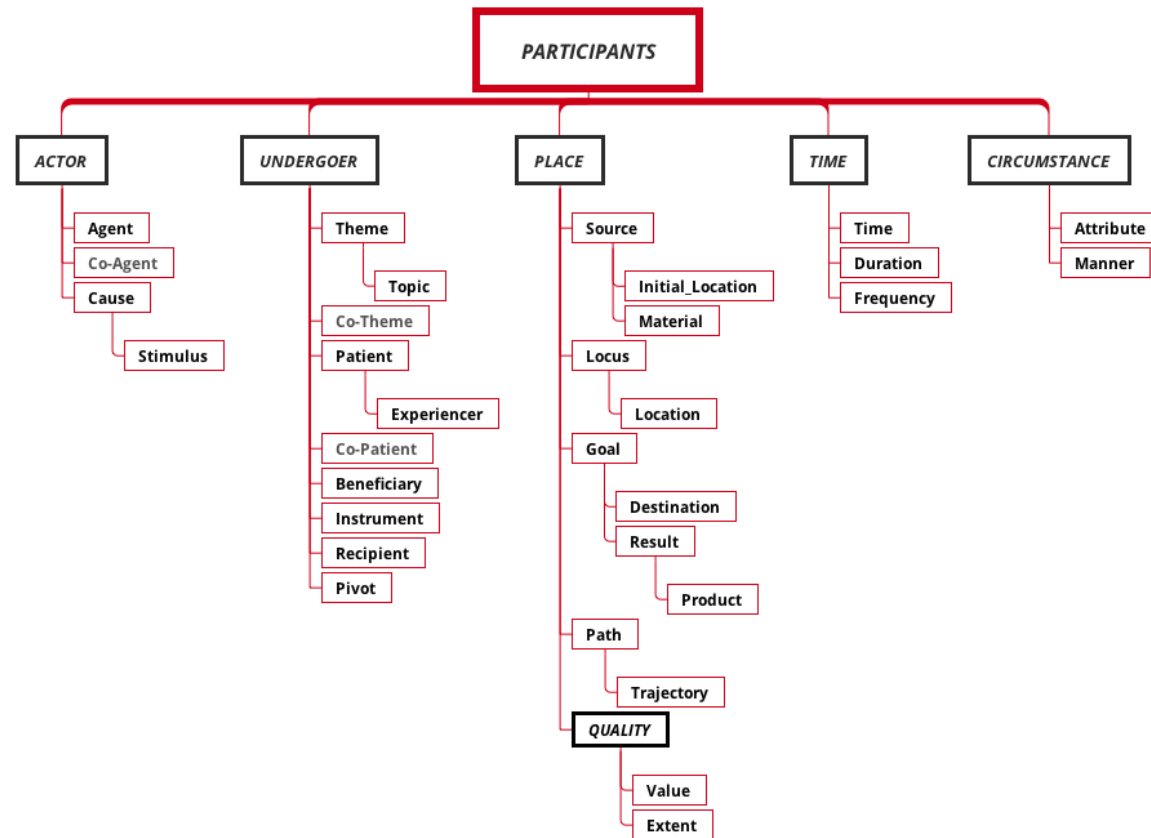 PARTICIPANTS
ACTOR
Agent
Co-Agent
Cause
Stimulus
UNDERGOER
Theme
Topic
Co-Theme
Patient
Experiencer
Co-Patient
Beneficiary
Instrument
Recipient
Pivot
PLACE
Source
Initial_Location
Material
Locus
Location
Goal
Destination
Result
Product
Path
Trajectory
QUALITY
Value
Extent
TIME
Time
Duration
Frequency
CIRCUMSTANCE
Attribute
Manner